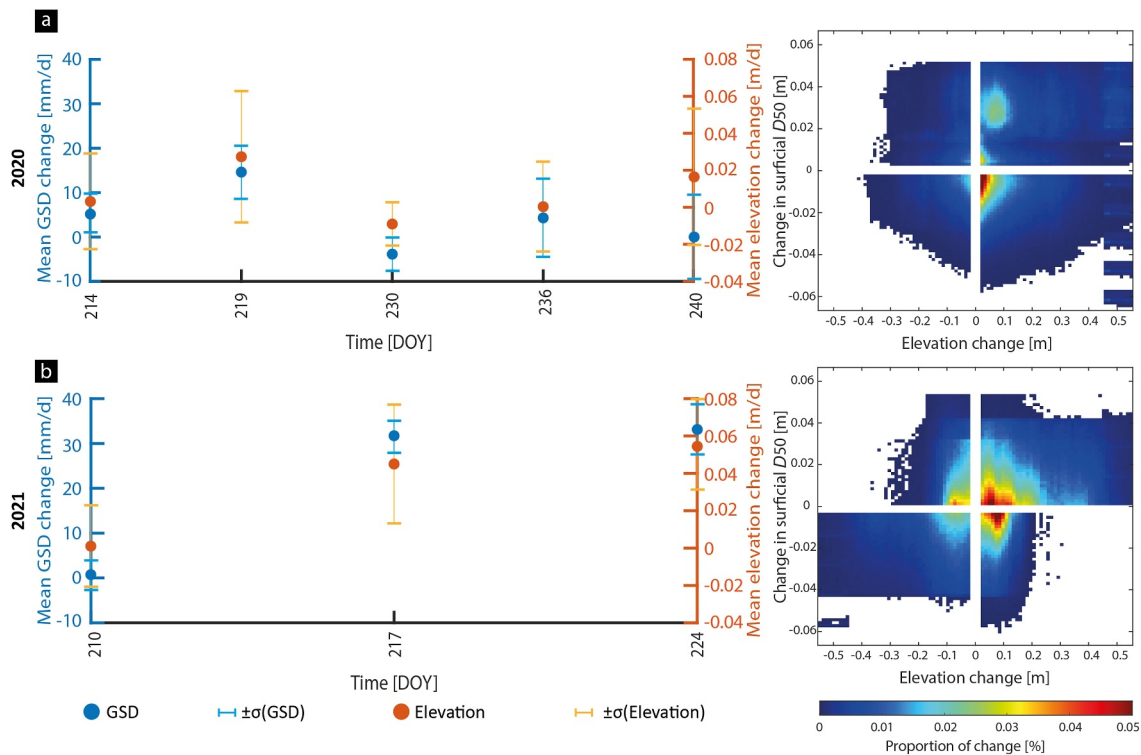 a
2020
Mean GSD change [mm/d]
40
30
20
10
0
-10
214
219
230
236
240
Time [DOY]
0.08
0.06
0.04
0.02
0
-0.02
-0.04
Mean elevation change [m/d]
Change in surficial D50 [m]
0.06
0.04
0.02
0
-0.02
-0.04
-0.06
-0.5 -0.4 -0.3 -0.2 -0.1 0 0.1 0.2 0.3 0.4 0.5
Elevation change [m]
b
2021
Mean GSD change [mm/d]
40
30
20
10
0
-10
210
217
224
Time [DOY]
0.08
0.06
0.04
0.02
0
-0.02
-0.04
Mean elevation change [m/d]
Change in surficial D50 [m]
0.06
0.04
0.02
0
-0.02
-0.04
-0.06
-0.5 -0.4 -0.3 -0.2 -0.1 0 0.1 0.2 0.3 0.4 0.5
Elevation change [m]
GSD ±σ(GSD) Elevation ±σ(Elevation)
0 0.01 0.02 0.03 0.04 0.05
Proportion of change [%]